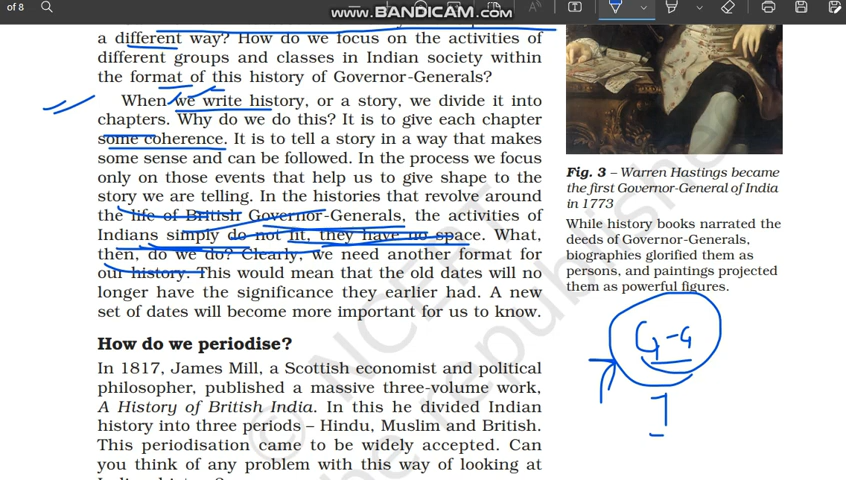 www.BANDICAM.com
of 8
a different way? How do we focus on the activities of
different groups and classes in Indian society within
the format of this history of Governor-Generals?
When we write history, or a story, we divide it into
chapters. Why do we do this? It is to give each chapter
some coherence. It is to tell a story in a way that makes
some sense and can be followed. In the process we focus
only on those events that help us to give shape to the
story we are telling. In the histories that revolve around
the life of British Governor-Generals, the activities of
Indians simply do not fit, they have no space. What,
then, do we do? Clearly, we need another format for
our history. This would mean that the old dates will no
longer have the significance they earlier had. A new
set of dates will become more important for us to know.
How do we periodise?
In 1817, James Mill, a Scottish economist and political
philosopher, published a massive three-volume work,
A History of British India. In this he divided Indian
history into three periods – Hindu, Muslim and British.
This periodisation came to be widely accepted. Can
you think of any problem with this way of looking at
Fig. 3 – Warren Hastings became
the first Governor-General of India
in 1773
While history books narrated the
deeds of Governor-Generals,
biographies glorified them as
persons, and paintings projected
them as powerful figures.
G-G
© NCERT
be republished